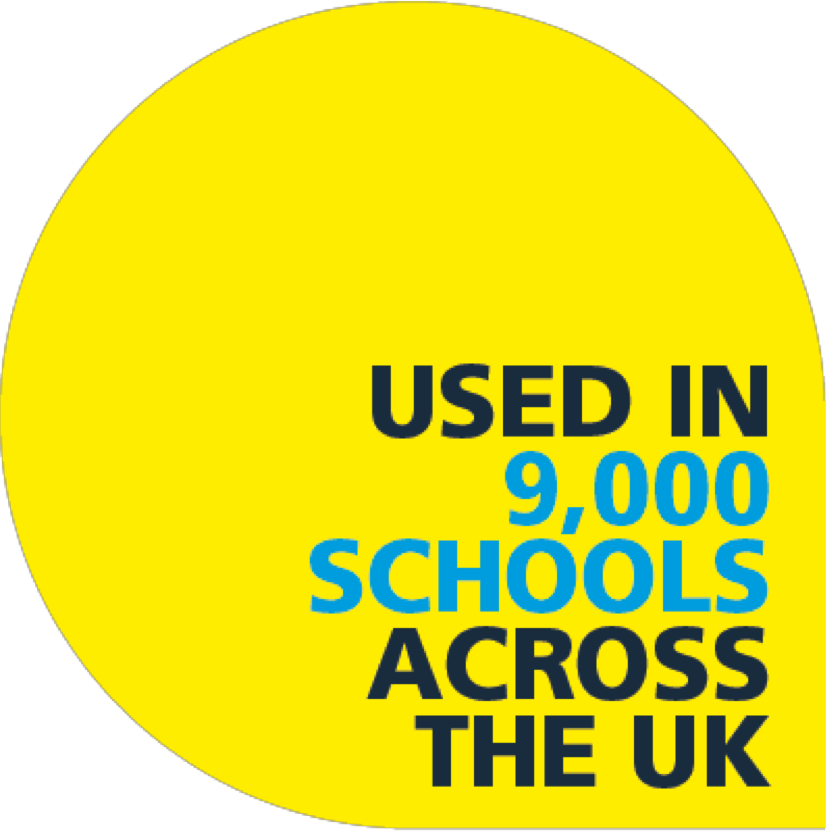 USED IN
9,000
SCHOOLS
ACROSS
THE UK